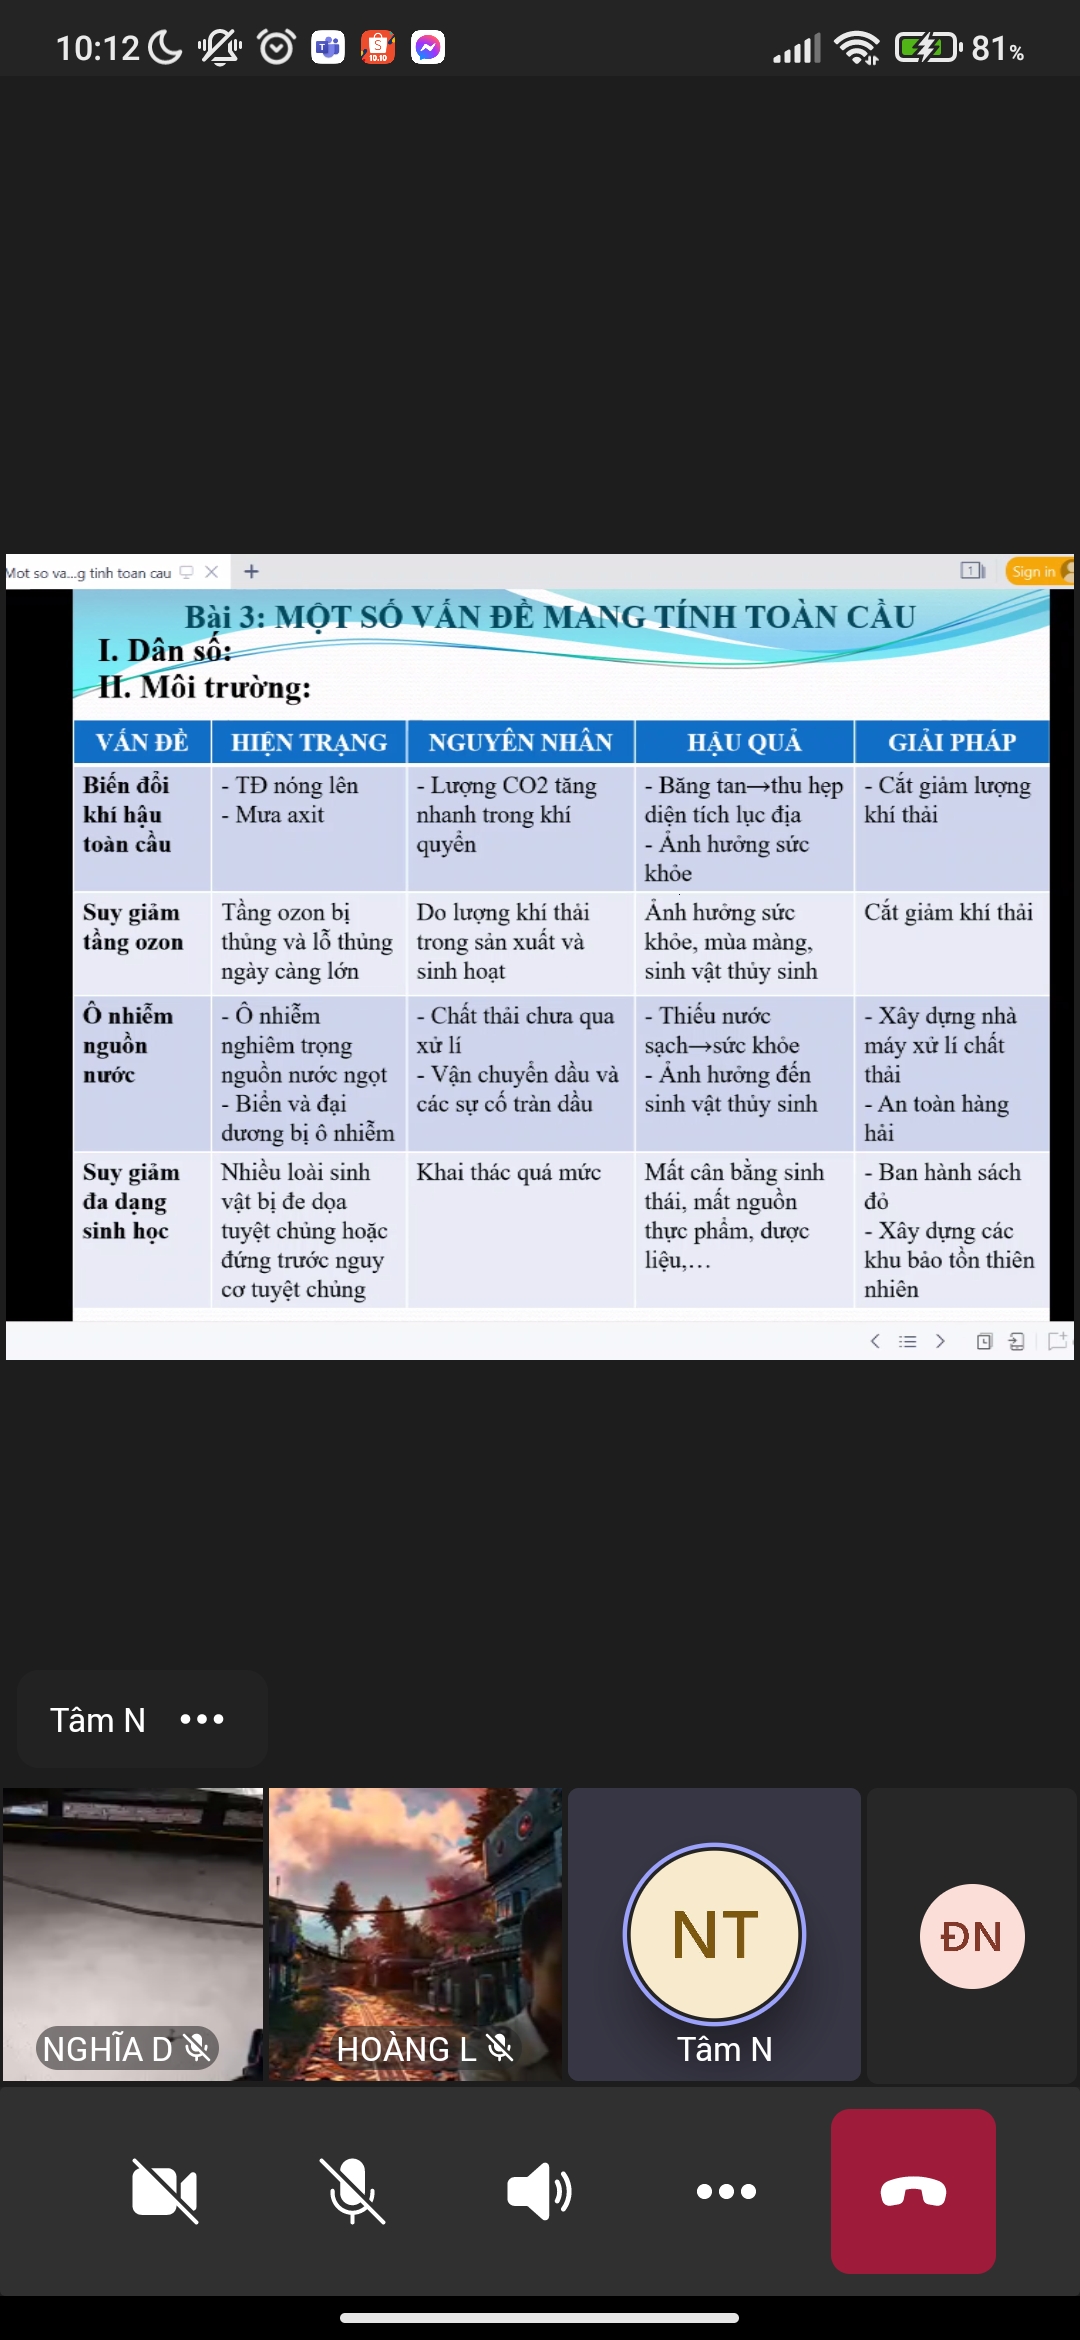 10:12
10.10
81%
Mot so va...g tinh toan cau
1
Sign in
Bài 3: MỘT SỐ VẤN ĐỀ MANG TÍNH TOÀN CẦU
I. Dân số:
II. Môi trường:
VẤN ĐỀ
HIỆN TRẠNG
NGUYÊN NHÂN
HẬU QUẢ
GIẢI PHÁP
Biến đổi
khí hậu
toàn cầu
- TĐ nóng lên
- Mưa axit
- Lượng CO2 tăng
nhanh trong khí
quyển
- Băng tan→thu hẹp
diện tích lục địa
- Ảnh hưởng sức
khỏe
- Cắt giảm lượng
khí thải
Suy giảm
tầng ozon
Tầng ozon bị
thủng và lỗ thủng
ngày càng lớn
Do lượng khí thải
trong sản xuất và
sinh hoạt
Ảnh hưởng sức
khỏe, mùa màng,
sinh vật thủy sinh
Cắt giảm khí thải
Ô nhiễm
nguồn
nước
- Ô nhiễm
nghiêm trọng
nguồn nước ngọt
- Biển và đại
dương bị ô nhiễm
- Chất thải chưa qua
xử lí
- Vận chuyển dầu và
các sự cố tràn dầu
- Thiếu nước
sạch→sức khỏe
- Ảnh hưởng đến
sinh vật thủy sinh
- Xây dựng nhà
máy xử lí chất
thải
- An toàn hàng
hải
Suy giảm
đa dạng
sinh học
Nhiều loài sinh
vật bị đe dọa
tuyệt chủng hoặc
đứng trước nguy
cơ tuyệt chủng
Khai thác quá mức
Mất cân bằng sinh
thái, mất nguồn
thực phẩm, dược
liệu,...
- Ban hành sách
đỏ
- Xây dựng các
khu bảo tồn thiên
nhiên
Tâm N
NGHĨA D
HOÀNG L
NT
Tâm N
ĐN